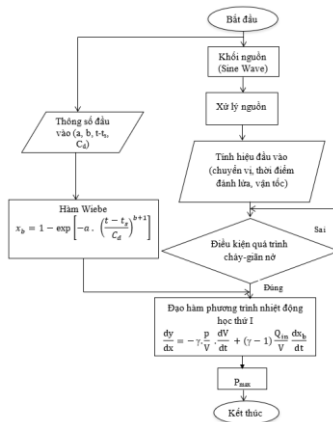 Bắt đầu
Khối nguồn
(Sine Wave)
Thông số đầu
vào (a, b, t-tₛ,
C_d)
Xử lý nguồn
Tính hiệu đầu vào
(chuyển vị, thời điểm
đánh lửa, vận tốc)
Hàm Wiebe
x_b = 1 − exp[−a . ((t − tₛ)/C_d)^(b+1)]
Sai
Điều kiện quá trình
cháy-giãn nở
Đúng
Đạo hàm phương trình nhiệt động
học thứ I
dy/dx = −γ. p/V . dV/dt + (γ − 1) Q_in/V dx_b/dt
P_max
Kết thúc